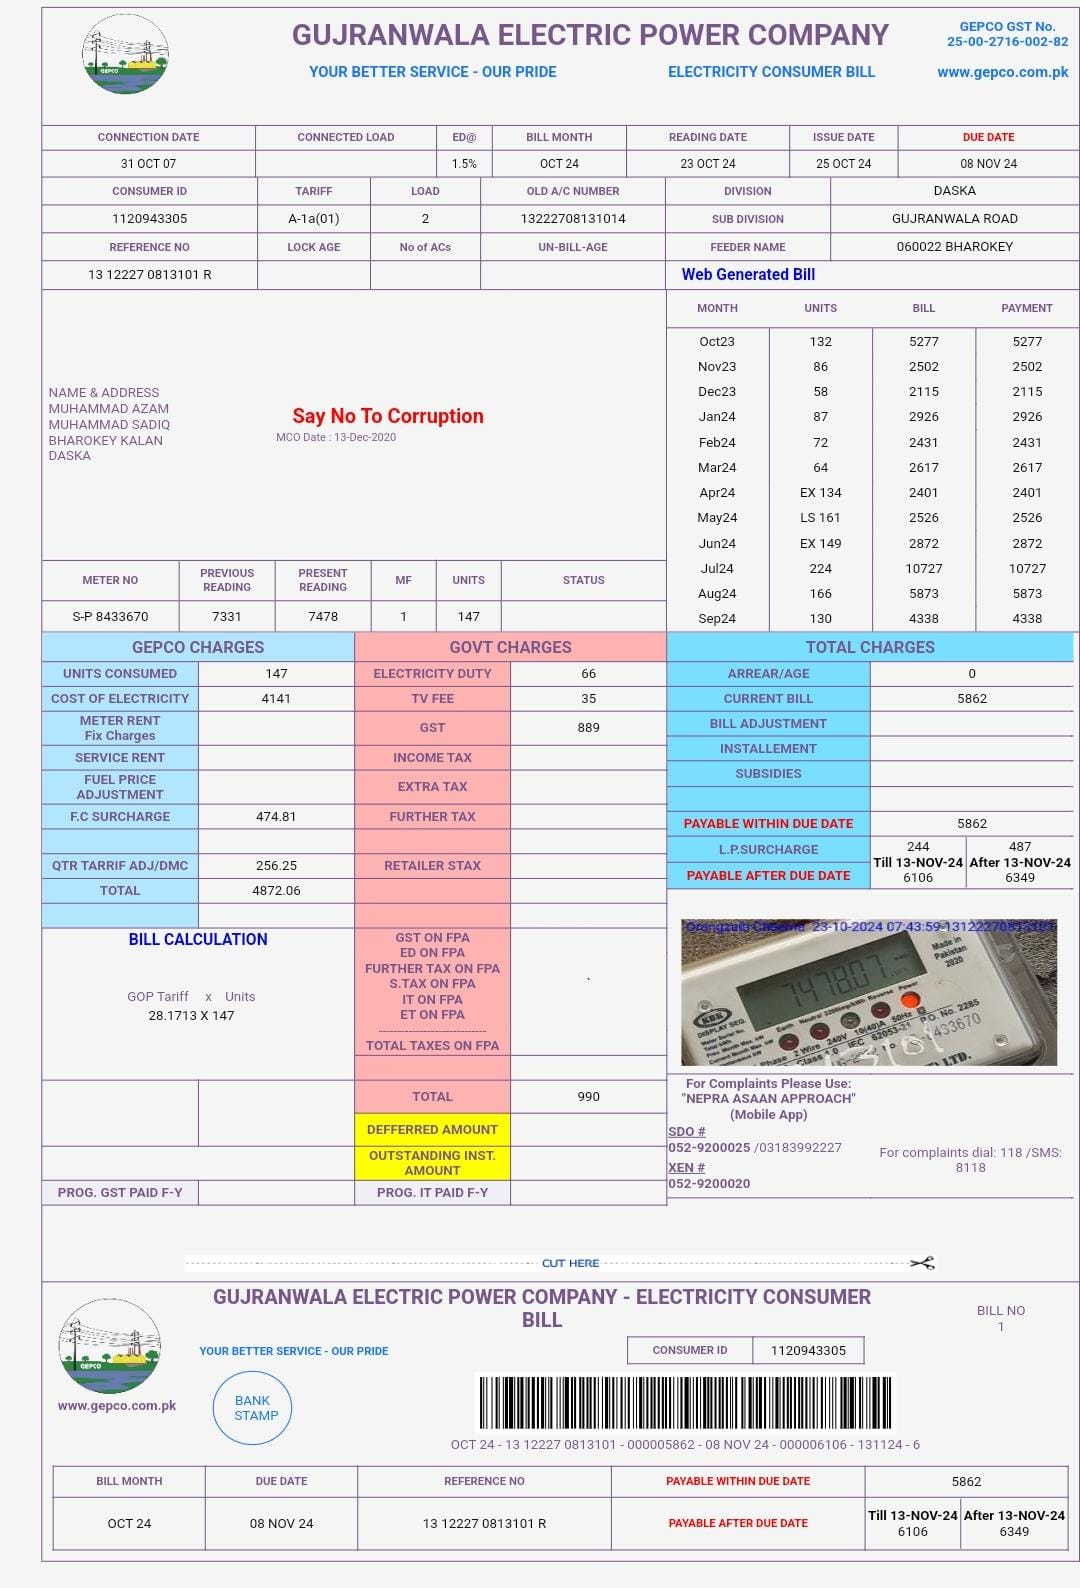 GUJRANWALA ELECTRIC POWER COMPANY
GEPCO GST No.
25-00-2716-002-82
GEPCO
YOUR BETTER SERVICE - OUR PRIDE ELECTRICITY CONSUMER BILL www.gepco.com.pk
CONNECTION DATE CONNECTED LOAD ED@ BILL MONTH READING DATE ISSUE DATE DUE DATE
31 OCT 07 1.5% OCT 24 23 OCT 24 25 OCT 24 08 NOV 24
CONSUMER ID TARIFF LOAD OLD A/C NUMBER DIVISION DASKA
1120943305 A-1a(01) 2 13222708131014 SUB DIVISION GUJRANWALA ROAD
REFERENCE NO LOCK AGE No of ACs UN-BILL-AGE FEEDER NAME 060022 BHAROKEY
13 12227 0813101 R Web Generated Bill
NAME & ADDRESS
MUHAMMAD AZAM
MUHAMMAD SADIQ
BHAROKEY KALAN
DASKA
Say No To Corruption
MCO Date : 13-Dec-2020
MONTH UNITS BILL PAYMENT
Oct23 132 5277 5277
Nov23 86 2502 2502
Dec23 58 2115 2115
Jan24 87 2926 2926
Feb24 72 2431 2431
Mar24 64 2617 2617
Apr24 EX 134 2401 2401
May24 LS 161 2526 2526
Jun24 EX 149 2872 2872
Jul24 224 10727 10727
Aug24 166 5873 5873
Sep24 130 4338 4338
METER NO PREVIOUS READING PRESENT READING MF UNITS STATUS
S-P 8433670 7331 7478 1 147
GEPCO CHARGES
UNITS CONSUMED 147
COST OF ELECTRICITY 4141
METER RENT
Fix Charges
SERVICE RENT
FUEL PRICE
ADJUSTMENT
F.C SURCHARGE 474.81
QTR TARRIF ADJ/DMC 256.25
TOTAL 4872.06
BILL CALCULATION
GOP Tariff x Units
28.1713 X 147
PROG. GST PAID F-Y
GOVT CHARGES
ELECTRICITY DUTY 66
TV FEE 35
GST 889
INCOME TAX
EXTRA TAX
FURTHER TAX
RETAILER STAX
GST ON FPA
ED ON FPA
FURTHER TAX ON FPA
S.TAX ON FPA
IT ON FPA
ET ON FPA
------------------------------
TOTAL TAXES ON FPA
\`
TOTAL 990
DEFFERRED AMOUNT
OUTSTANDING INST.
AMOUNT
PROG. IT PAID F-Y
TOTAL CHARGES
ARREAR/AGE 0
CURRENT BILL 5862
BILL ADJUSTMENT
INSTALLEMENT
SUBSIDIES
PAYABLE WITHIN DUE DATE 5862
L.P.SURCHARGE 244 487
Till 13-NOV-24 After 13-NOV-24
PAYABLE AFTER DUE DATE 6106 6349
23-10-2024 07:43:59
Made in
Pakistan
2020
7478.07
KBK
DISPLAY SEQ.
Earth Neutral 3200imp/kWh Reverse Power
2 Wire 240V 10(40)A 50Hz P.O. No. 2285
IEC 62053-21
LTD.
For Complaints Please Use:
"NEPRA ASAAN APPROACH"
(Mobile App)
SDO #
052-9200025 /03183992227
XEN #
052-9200020
For complaints dial: 118 /SMS:
8118
CUT HERE
GUJRANWALA ELECTRIC POWER COMPANY - ELECTRICITY CONSUMER
BILL
BILL NO
1
GEPCO
www.gepco.com.pk
YOUR BETTER SERVICE - OUR PRIDE
CONSUMER ID 1120943305
BANK
STAMP
OCT 24 - 13 12227 0813101 - 000005862 - 08 NOV 24 - 000006106 - 131124 - 6
BILL MONTH DUE DATE REFERENCE NO PAYABLE WITHIN DUE DATE 5862
OCT 24 08 NOV 24 13 12227 0813101 R PAYABLE AFTER DUE DATE
Till 13-NOV-24 After 13-NOV-24
6106 6349